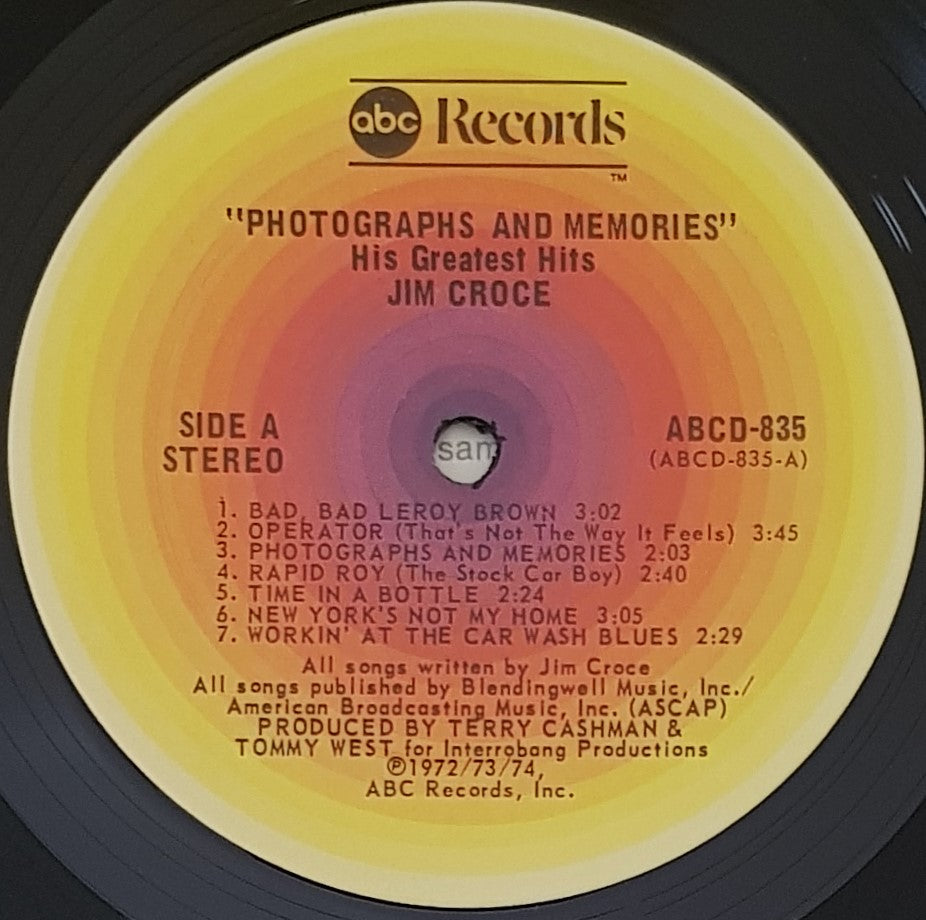 abc Records
TM
"PHOTOGRAPHS AND MEMORIES"
His Greatest Hits
JIM CROCE
SIDE A
STEREO
ABCD-835
(ABCD-835-A)
sam
1. BAD, BAD LEROY BROWN 3:02
2. OPERATOR (That's Not The Way It Feels) 3:45
3. PHOTOGRAPHS AND MEMORIES 2:03
4. RAPID ROY (The Stock Car Boy) 2:40
5. TIME IN A BOTTLE 2:24
6. NEW YORK'S NOT MY HOME 3:05
7. WORKIN' AT THE CAR WASH BLUES 2:29
All songs written by Jim Croce
All songs published by Blendingwell Music, Inc./
American Broadcasting Music, Inc. (ASCAP)
PRODUCED BY TERRY CASHMAN &
TOMMY WEST for Interrobang Productions
℗1972/73/74,
ABC Records, Inc.